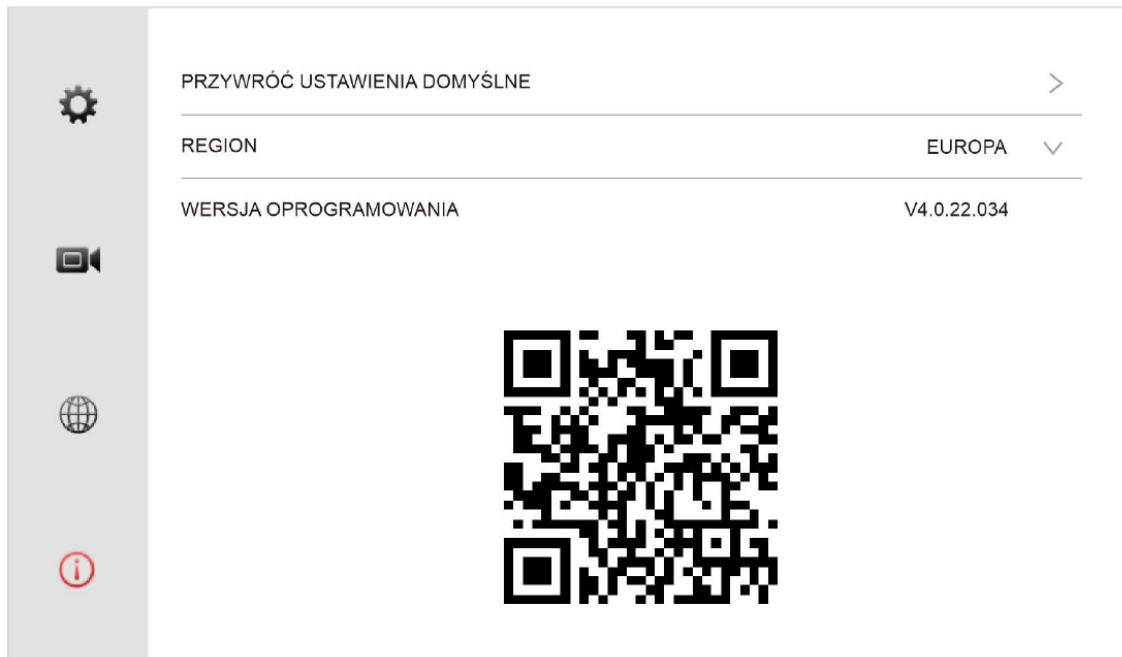 PRZYWRÓĆ USTAWIENIA DOMYŚLNE
REGION EUROPA
WERSJA OPROGRAMOWANIA V4.0.22.034